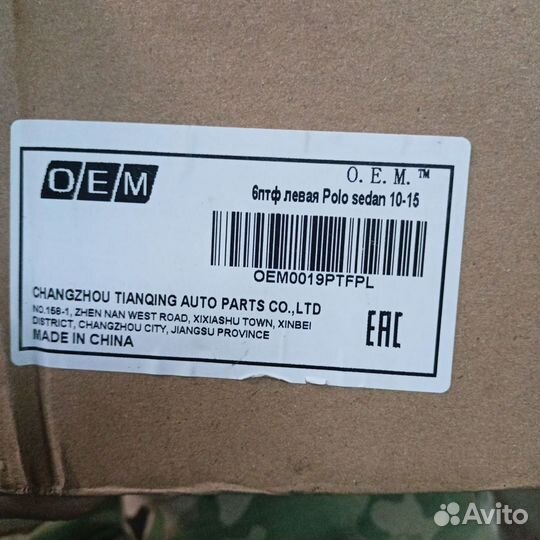 OEM
O.E.M.™
6птф левая Polo sedan 10-15
OEM0019PTFPL
CHANGZHOU TIANQING AUTO PARTS CO.,LTD
NO.158-1, ZHEN NAN WEST ROAD, XIXIASHU TOWN, XINBEI
DISTRICT, CHANGZHOU CITY, JIANGSU PROVINCE
MADE IN CHINA
EAC
Avito